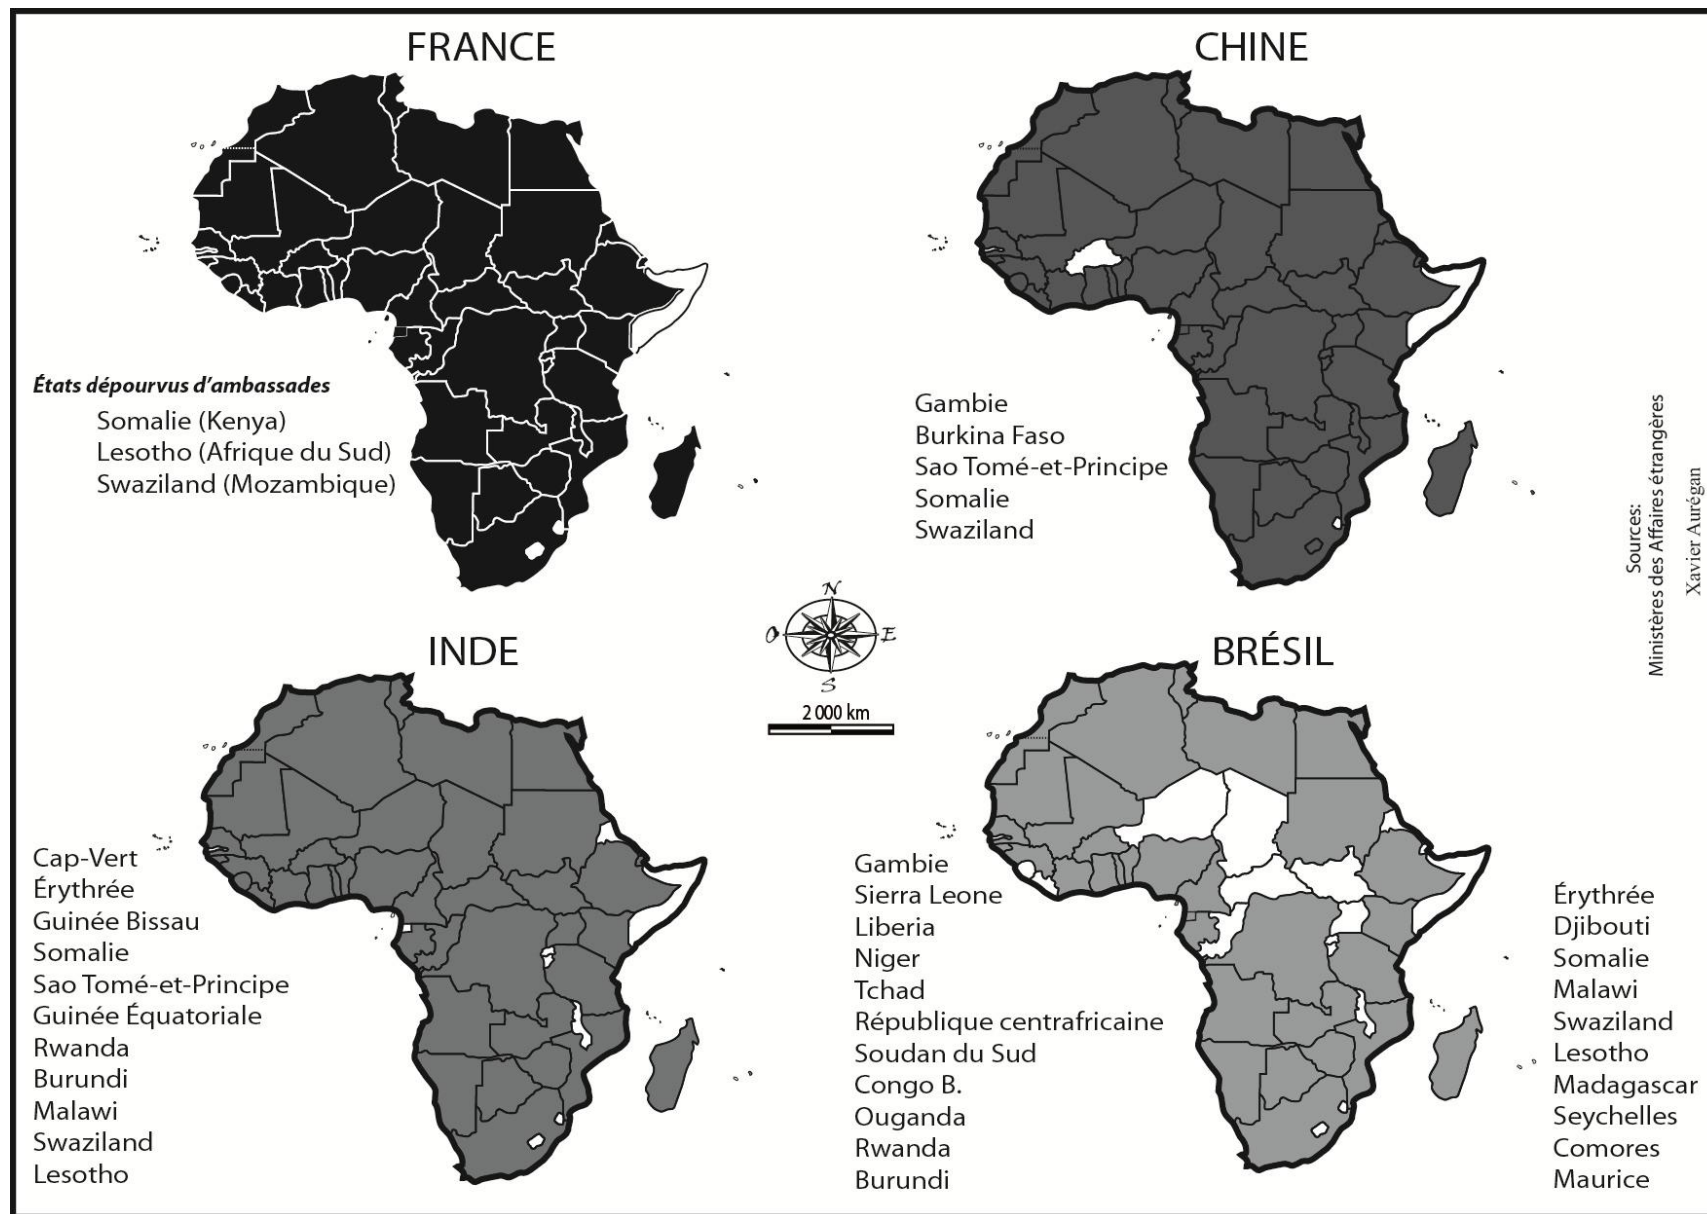 FRANCE
États dépourvus d’ambassades
Somalie (Kenya)
Lesotho (Afrique du Sud)
Swaziland (Mozambique)
CHINE
Gambie
Burkina Faso
Sao Tomé-et-Principe
Somalie
Swaziland
Sources:
Ministères des Affaires étrangères
Xavier Aurégan
N
O
E
S
2 000 km
INDE
Cap-Vert
Érythrée
Guinée Bissau
Somalie
Sao Tomé-et-Principe
Guinée Équatoriale
Rwanda
Burundi
Malawi
Swaziland
Lesotho
BRÉSIL
Gambie
Sierra Leone
Liberia
Niger
Tchad
République centrafricaine
Soudan du Sud
Congo B.
Ouganda
Rwanda
Burundi
Érythrée
Djibouti
Somalie
Malawi
Swaziland
Lesotho
Madagascar
Seychelles
Comores
Maurice